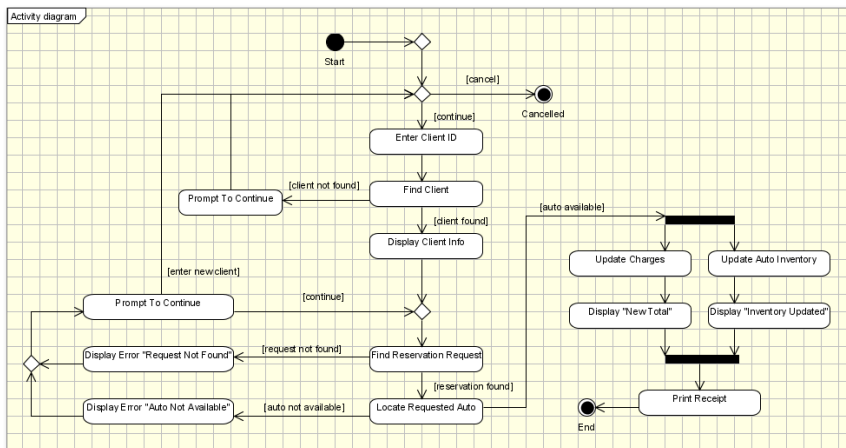 Activity diagram
Start
[cancel]
Cancelled
[continue]
Enter Client ID
[client not found]
Prompt To Continue
Find Client
[client found]
[auto available]
Display Client Info
Update Charges
Update Auto Inventory
[enter new client]
Prompt To Continue
[continue]
Display "New Total"
Display "Inventory Updated"
Display Error "Request Not Found"
[request not found]
Find Reservation Request
[reservation found]
Display Error "Auto Not Available"
[auto not available]
Locate Requested Auto
Print Receipt
End